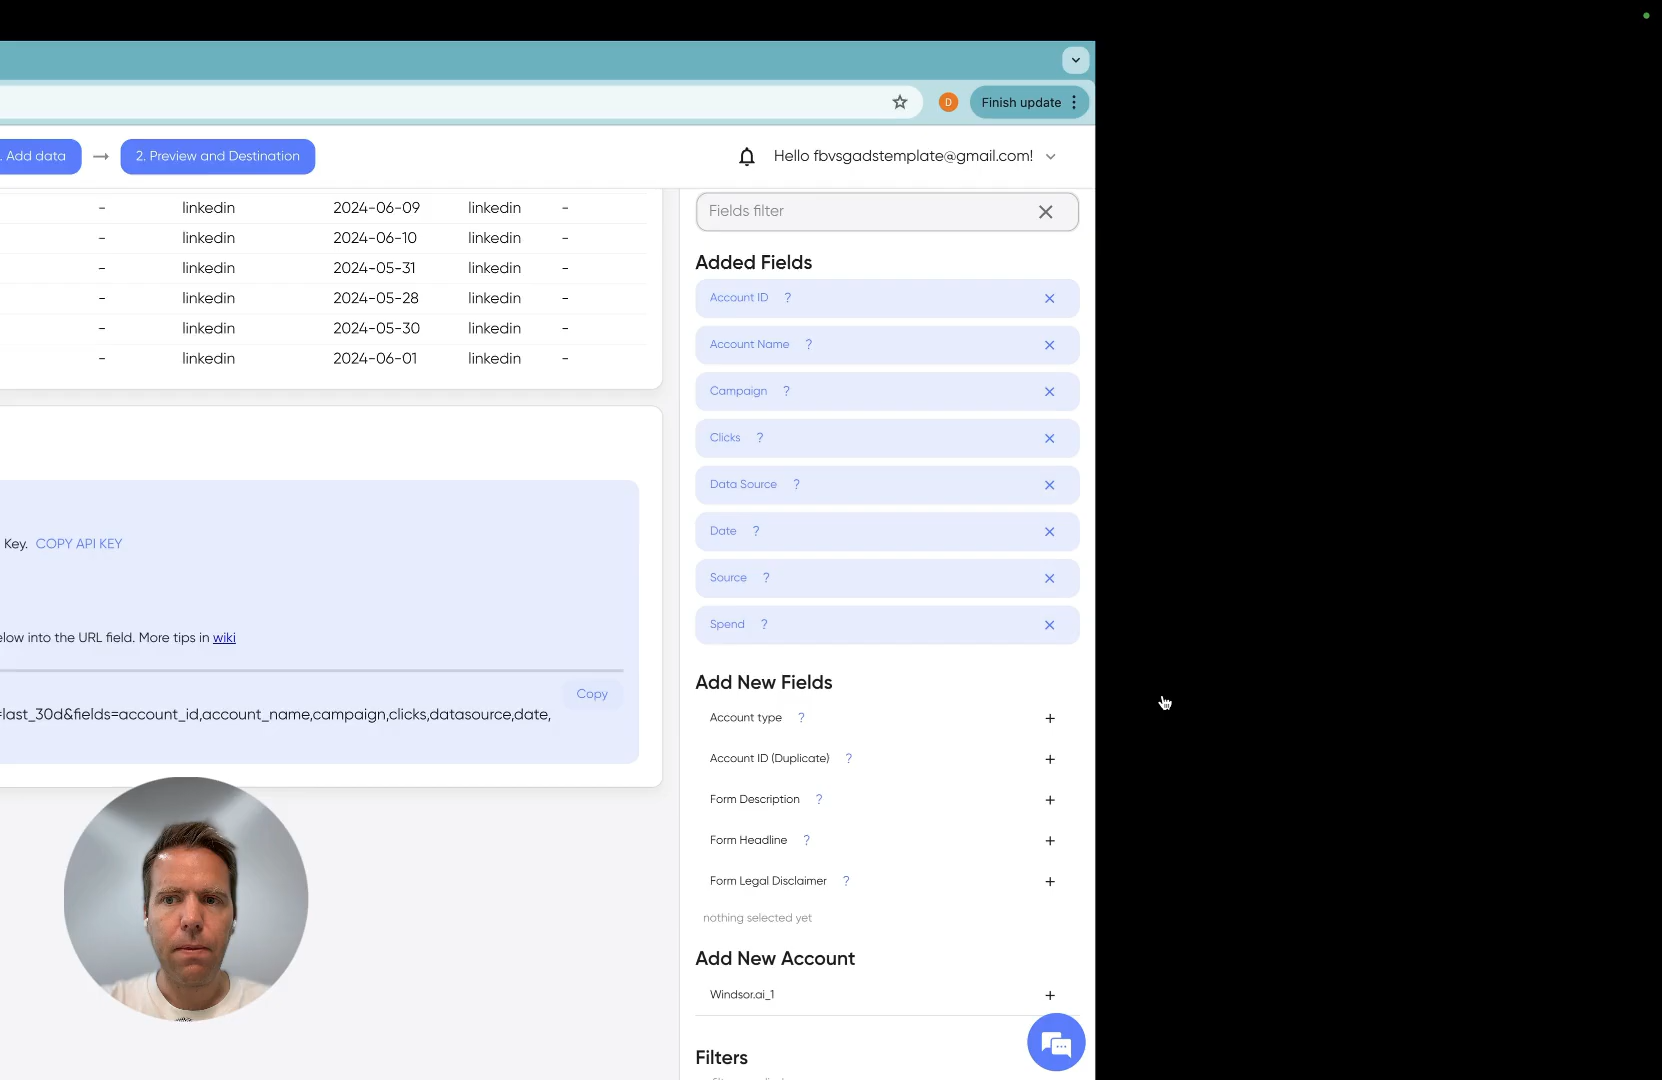 D
Finish update
. Add data
→
2. Preview and Destination
Hello fbvsgadstemplate@gmail.com!
- linkedin 2024-06-09 linkedin -
- linkedin 2024-06-10 linkedin -
- linkedin 2024-05-31 linkedin -
- linkedin 2024-05-28 linkedin -
- linkedin 2024-05-30 linkedin -
- linkedin 2024-06-01 linkedin -
Key. COPY API KEY
elow into the URL field. More tips in wiki
Copy
=last_30d&fields=account_id,account_name,campaign,clicks,datasource,date,
Fields filter
Added Fields
Account ID ?
Account Name ?
Campaign ?
Clicks ?
Data Source ?
Date ?
Source ?
Spend ?
Add New Fields
Account type ? +
Account ID (Duplicate) ? +
Form Description ? +
Form Headline ? +
Form Legal Disclaimer ? +
nothing selected yet
Add New Account
Windsor.ai_1 +
Filters